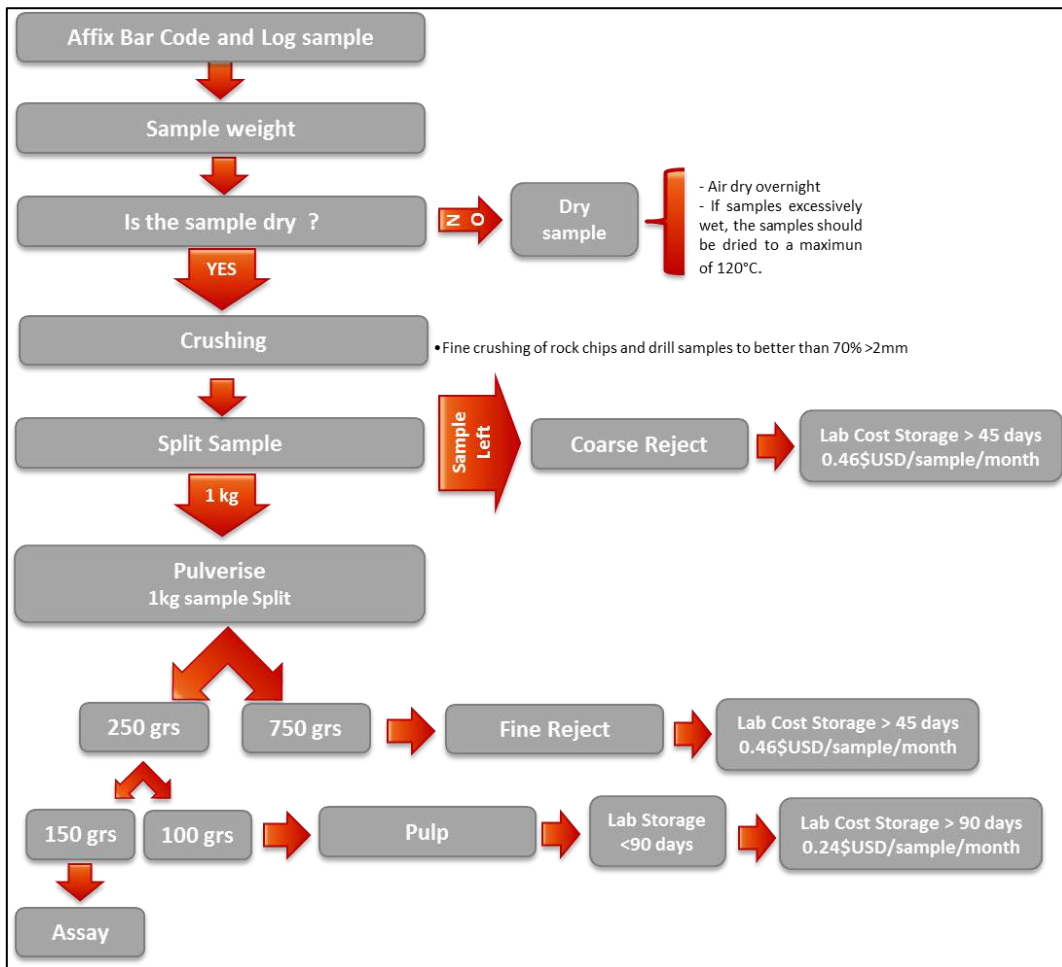 Affix Bar Code and Log sample
Sample weight
Is the sample dry ?
NO
Dry
sample
- Air dry overnight
- If samples excessively
wet, the samples should
be dried to a maximun
of 120°C.
YES
Crushing
•Fine crushing of rock chips and drill samples to better than 70% >2mm
Split Sample
Sample
Left
Coarse Reject
Lab Cost Storage > 45 days
0.46$USD/sample/month
1 kg
Pulverise
1kg sample Split
250 grs
750 grs
Fine Reject
Lab Cost Storage > 45 days
0.46$USD/sample/month
150 grs
100 grs
Pulp
Lab Storage
<90 days
Lab Cost Storage > 90 days
0.24$USD/sample/month
Assay